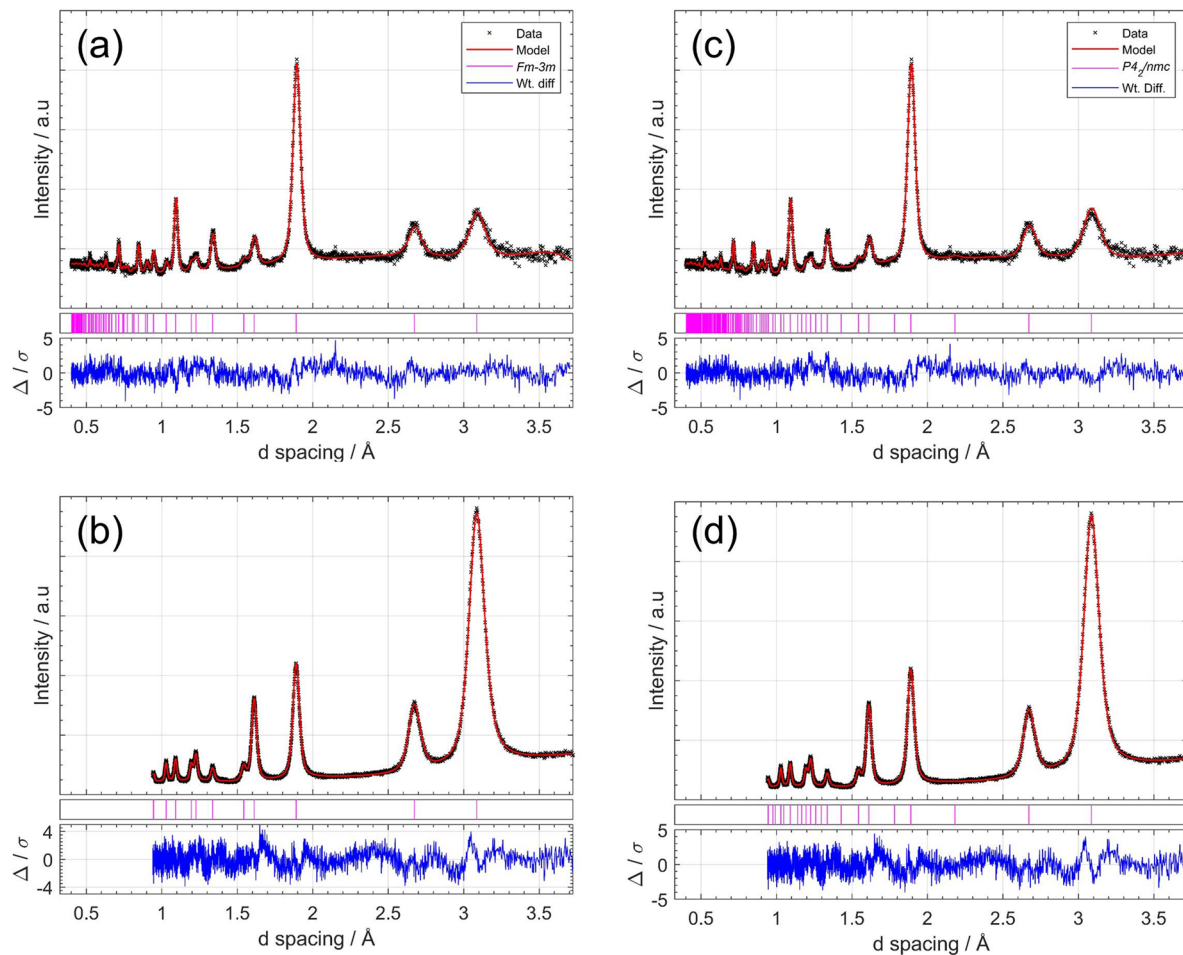 (a)
Data
Model
Fm-3m
Wt. diff
Intensity / a.u
5
0
-5
Δ / σ
0.5 1 1.5 2 2.5 3 3.5
d spacing / Å
(c)
Data
Model
P4₂/nmc
Wt. Diff.
Intensity / a.u
5
0
-5
Δ / σ
0.5 1 1.5 2 2.5 3 3.5
d spacing / Å
(b)
Intensity / a.u
4
0
-4
Δ / σ
0.5 1 1.5 2 2.5 3 3.5
d spacing / Å
(d)
Intensity / a.u
5
0
-5
Δ / σ
0.5 1 1.5 2 2.5 3 3.5
d spacing / Å